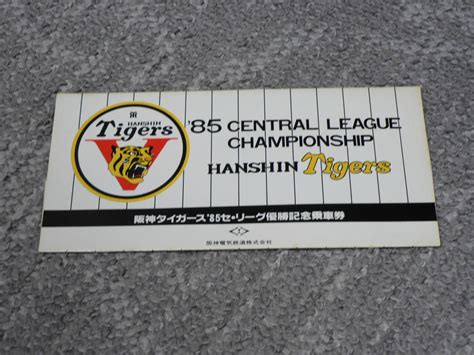 HANSHIN
Tigers
'85 CENTRAL LEAGUE
CHAMPIONSHIP
HANSHIN Tigers
阪神タイガース'85セ・リーグ優勝記念乗車券
阪神電気鉄道株式会社